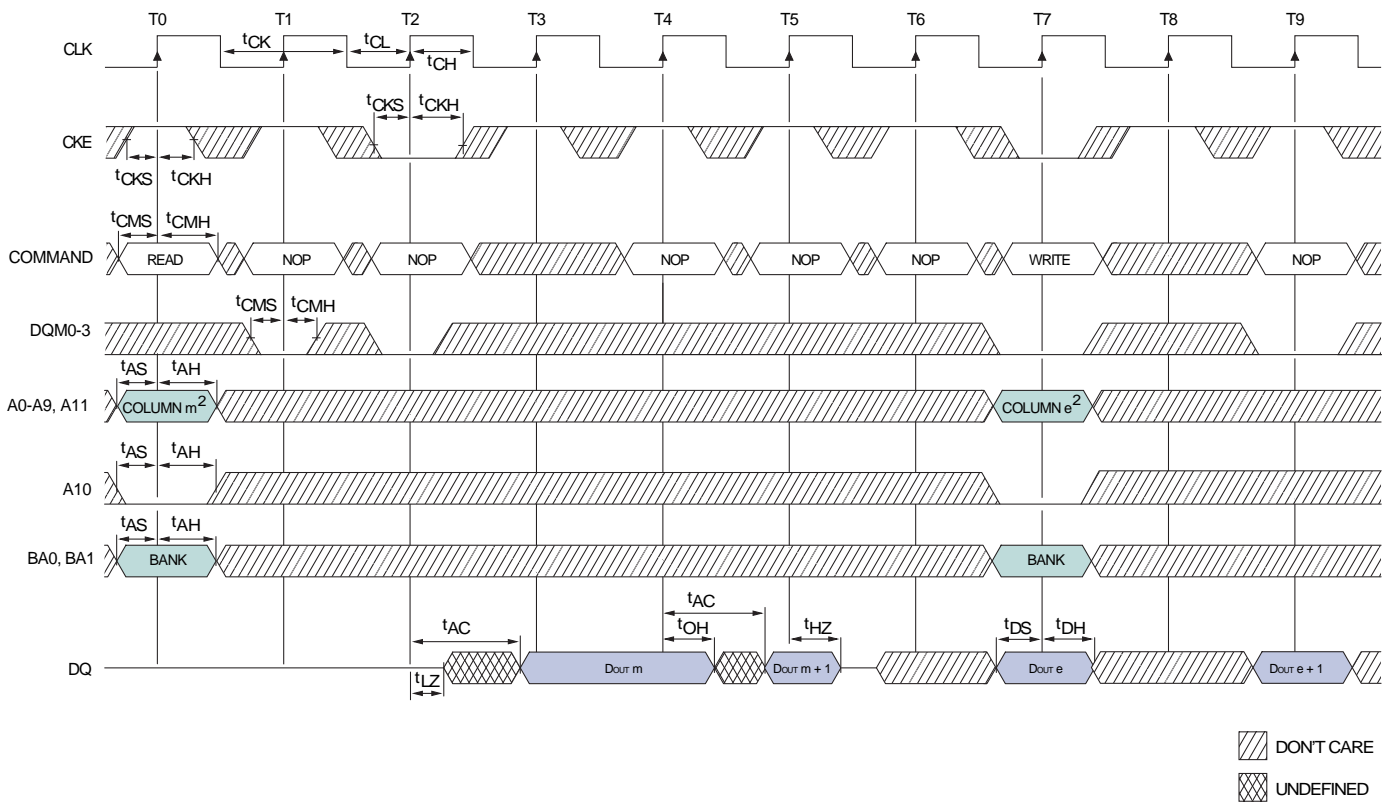 T0 T1 T2 T3 T4 T5 T6 T7 T8 T9
CLK
tCK tCL
tCH
tCKS tCKH
CKE
tCKS tCKH
tCMS tCMH
COMMAND READ NOP NOP NOP NOP NOP WRITE NOP
tCMS tCMH
DQM0-3
tAS tAH
A0-A9, A11 COLUMN m2 COLUMN e2
tAS tAH
A10
tAS tAH
BA0, BA1 BANK BANK
tAC
tAC tOH tHZ tDS tDH
DQ DOUT m DOUT m + 1 DOUT e DOUT e + 1
tLZ
DON'T CARE
UNDEFINED